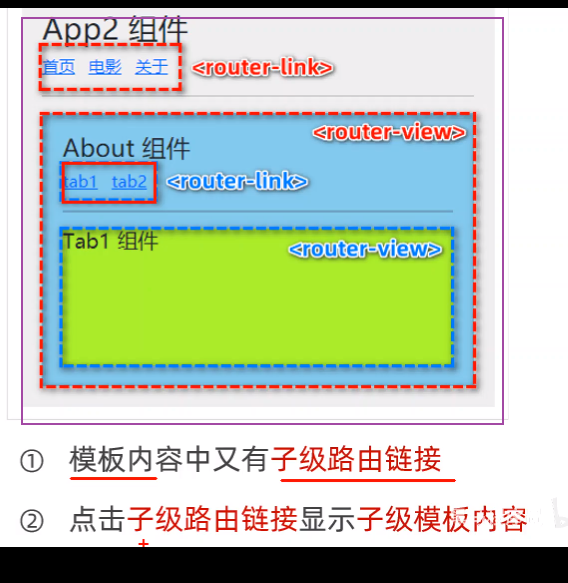 App2 组件
首页 电影 关于 <router-link>
<router-view>
About 组件
tab1 tab2 <router-link>
Tab1 组件 <router-view>
① 模板内容中又有子级路由链接
② 点击子级路由链接显示子级模板内容